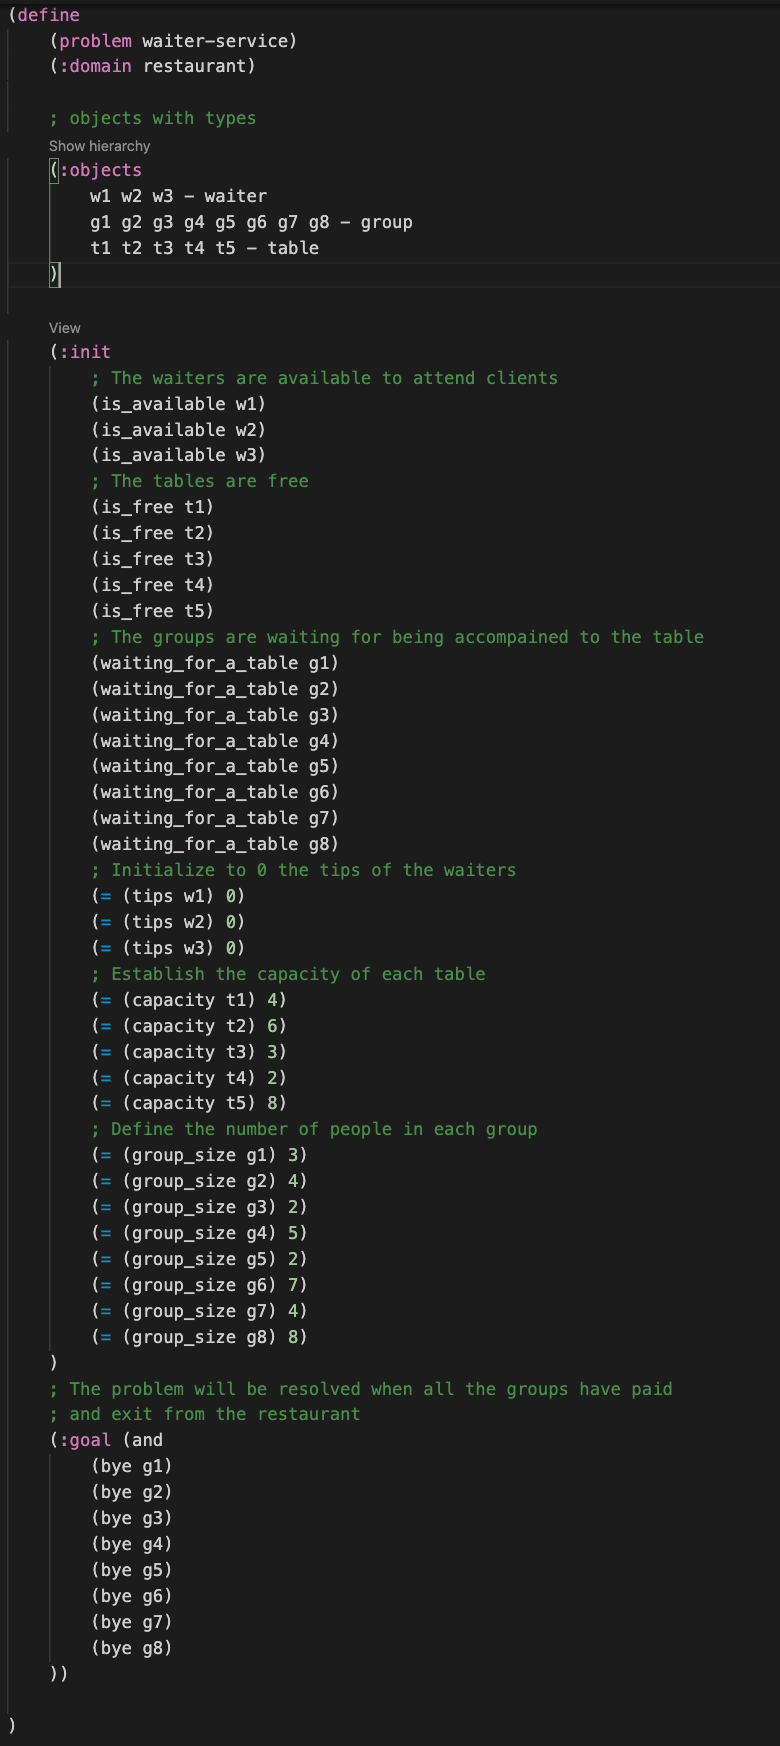 (define
(problem waiter-service)
(:domain restaurant)
; objects with types
Show hierarchy
(:objects
w1 w2 w3 - waiter
g1 g2 g3 g4 g5 g6 g7 g8 - group
t1 t2 t3 t4 t5 - table
)
View
(:init
; The waiters are available to attend clients
(is_available w1)
(is_available w2)
(is_available w3)
; The tables are free
(is_free t1)
(is_free t2)
(is_free t3)
(is_free t4)
(is_free t5)
; The groups are waiting for being accompained to the table
(waiting_for_a_table g1)
(waiting_for_a_table g2)
(waiting_for_a_table g3)
(waiting_for_a_table g4)
(waiting_for_a_table g5)
(waiting_for_a_table g6)
(waiting_for_a_table g7)
(waiting_for_a_table g8)
; Initialize to 0 the tips of the waiters
(= (tips w1) 0)
(= (tips w2) 0)
(= (tips w3) 0)
; Establish the capacity of each table
(= (capacity t1) 4)
(= (capacity t2) 6)
(= (capacity t3) 3)
(= (capacity t4) 2)
(= (capacity t5) 8)
; Define the number of people in each group
(= (group_size g1) 3)
(= (group_size g2) 4)
(= (group_size g3) 2)
(= (group_size g4) 5)
(= (group_size g5) 2)
(= (group_size g6) 7)
(= (group_size g7) 4)
(= (group_size g8) 8)
)
; The problem will be resolved when all the groups have paid
; and exit from the restaurant
(:goal (and
(bye g1)
(bye g2)
(bye g3)
(bye g4)
(bye g5)
(bye g6)
(bye g7)
(bye g8)
))
)